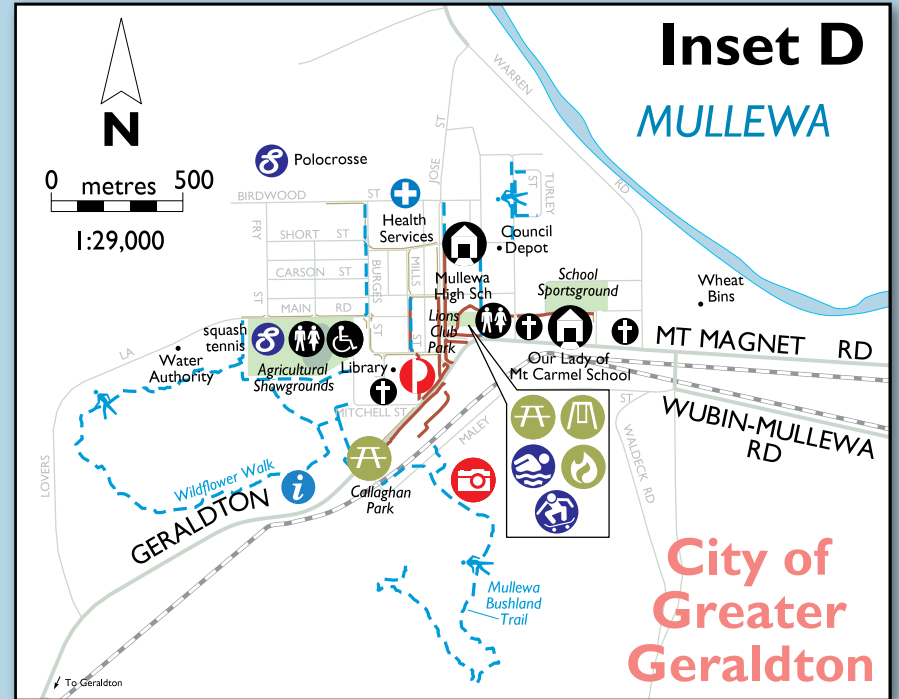 Inset D
MULLEWA
N
0 metres 500
1:29,000
WARREN
RD
JOSE
ST
Polocrosse
BIRDWOOD ST
Health
Services
TURLEY
ST
Council
Depot
FRY
ST
SHORT ST
CARSON ST
MAIN RD
BURGES
ST
MILLS
ST
Mullewa
High Sch
School
Sportsground
Wheat
Bins
Lions
Club
Park
squash
tennis
LA
Water
Authority
Agricultural
Showgrounds
Library
Our Lady of
Mt Carmel School
MT MAGNET RD
WUBIN-MULLEWA
RD
MITCHELL ST
MALEY
ST
WALDECK RD
LOVERS
Wildflower Walk
i
GERALDTON
Callaghan
Park
Mullewa
Bushland
Trail
City of
Greater
Geraldton
To Geraldton